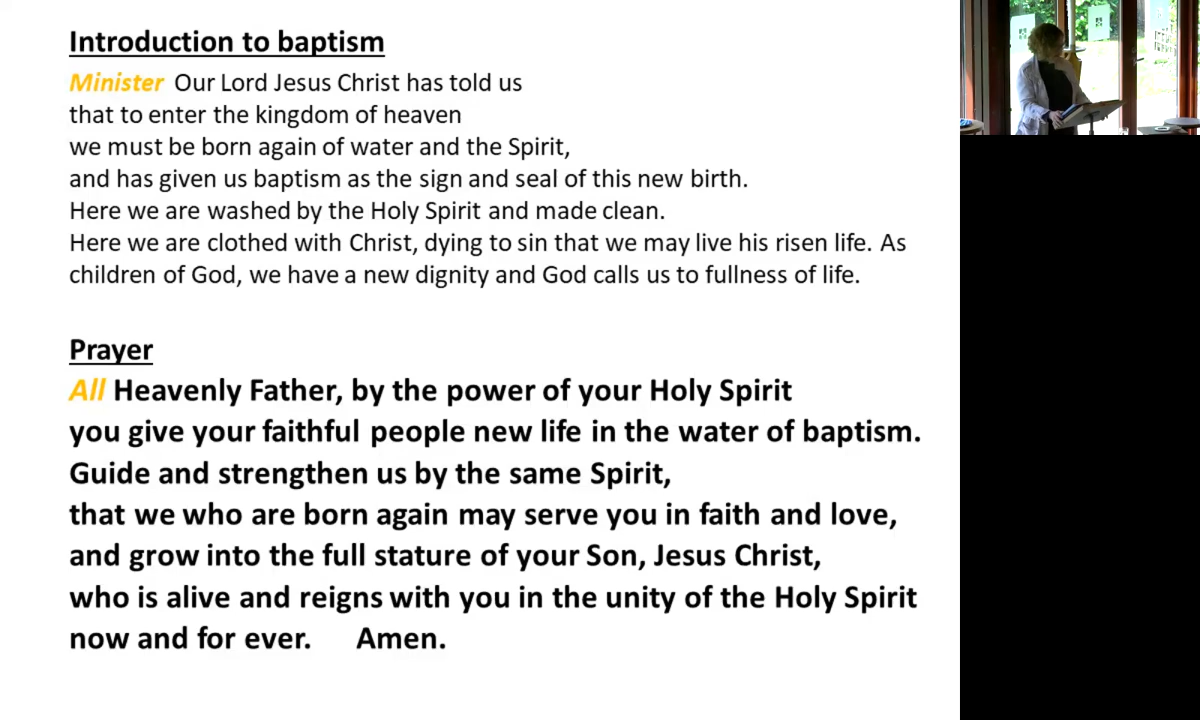 Introduction to baptism
Minister Our Lord Jesus Christ has told us
that to enter the kingdom of heaven
we must be born again of water and the Spirit,
and has given us baptism as the sign and seal of this new birth.
Here we are washed by the Holy Spirit and made clean.
Here we are clothed with Christ, dying to sin that we may live his risen life. As
children of God, we have a new dignity and God calls us to fullness of life.
Prayer
All Heavenly Father, by the power of your Holy Spirit
you give your faithful people new life in the water of baptism.
Guide and strengthen us by the same Spirit,
that we who are born again may serve you in faith and love,
and grow into the full stature of your Son, Jesus Christ,
who is alive and reigns with you in the unity of the Holy Spirit
now and for ever. Amen.